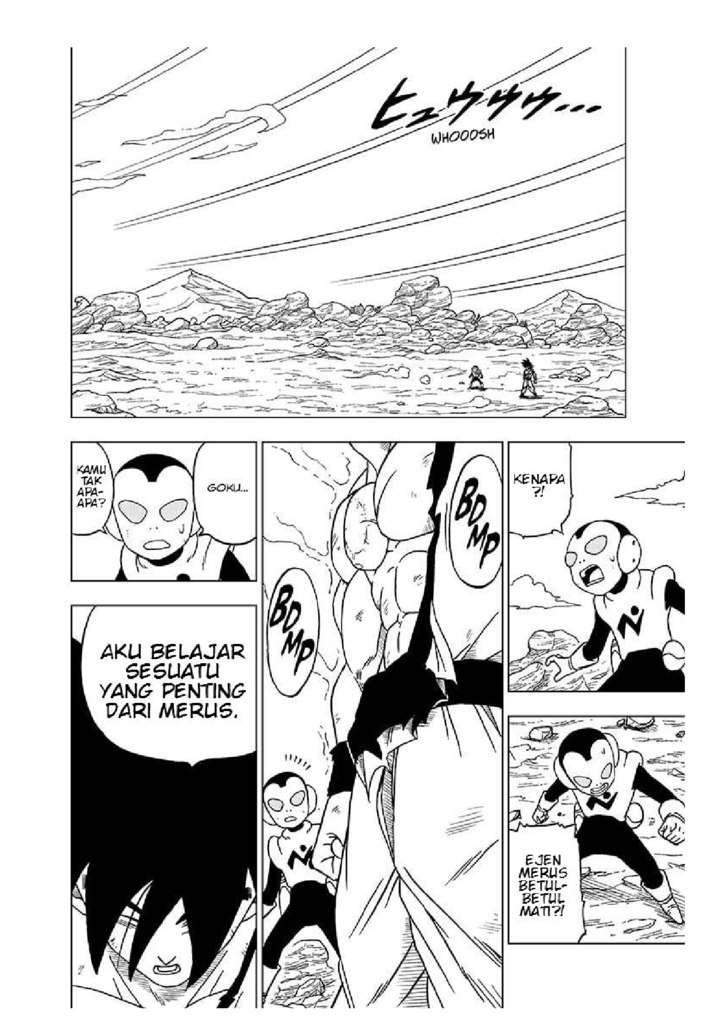 ヒュウウウ...
WHOOOSH
KENAPA
?!
EJEN
MERUS
BETUL-
BETUL
MATI?!
BDMP
BDMP
GOKU...
KAMU
TAK
APA-
APA?
AKU BELAJAR
SESUATU
YANG PENTING
DARI MERUS.